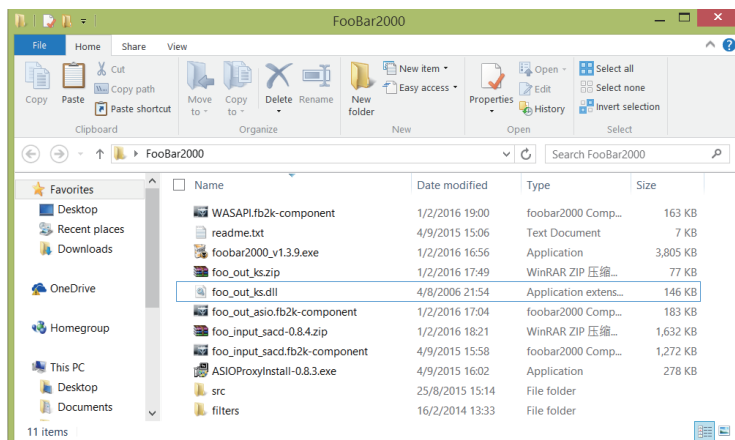 FooBar2000
File Home Share View
Copy
Paste
Cut
Copy path
Paste shortcut
Clipboard
Move to
Copy to
Delete
Rename
Organize
New folder
New item
Easy access
New
Properties
Open
Edit
History
Open
Select all
Select none
Invert selection
Select
FooBar2000
Search FooBar2000
Favorites
Desktop
Recent places
Downloads
OneDrive
Homegroup
This PC
Desktop
Documents
Name Date modified Type Size
WASAPI.fb2k-component 1/2/2016 19:00 foobar2000 Comp... 163 KB
readme.txt 4/9/2015 15:06 Text Document 7 KB
foobar2000_v1.3.9.exe 1/2/2016 16:56 Application 3,805 KB
foo_out_ks.zip 1/2/2016 17:49 WinRAR ZIP 压缩... 77 KB
foo_out_ks.dll 4/8/2006 21:54 Application extens... 146 KB
foo_out_asio.fb2k-component 1/2/2016 17:04 foobar2000 Comp... 183 KB
foo_input_sacd-0.8.4.zip 1/2/2016 18:21 WinRAR ZIP 压缩... 1,632 KB
foo_input_sacd.fb2k-component 4/9/2015 15:58 foobar2000 Comp... 1,272 KB
ASIOProxyInstall-0.8.3.exe 4/9/2015 16:02 Application 278 KB
src 25/8/2015 15:14 File folder
filters 16/2/2014 13:33 File folder
11 items